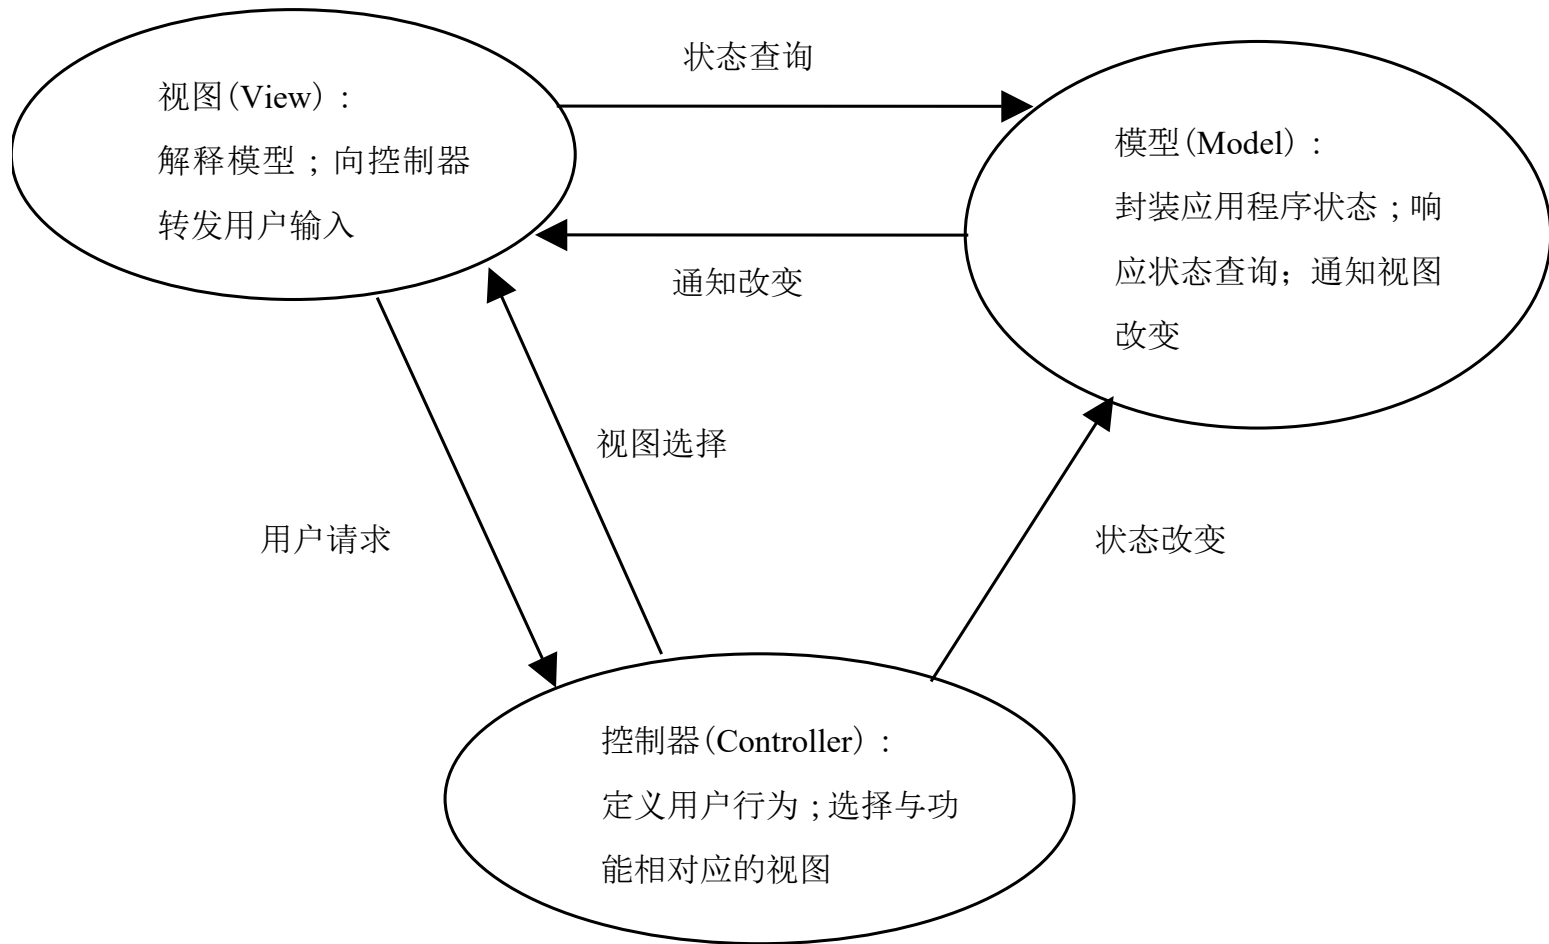 状态查询
视图(View)：
解释模型；向控制器
转发用户输入
模型(Model)：
封装应用程序状态；响
应状态查询；通知视图
改变
通知改变
视图选择
用户请求
状态改变
控制器(Controller)：
定义用户行为；选择与功
能相对应的视图